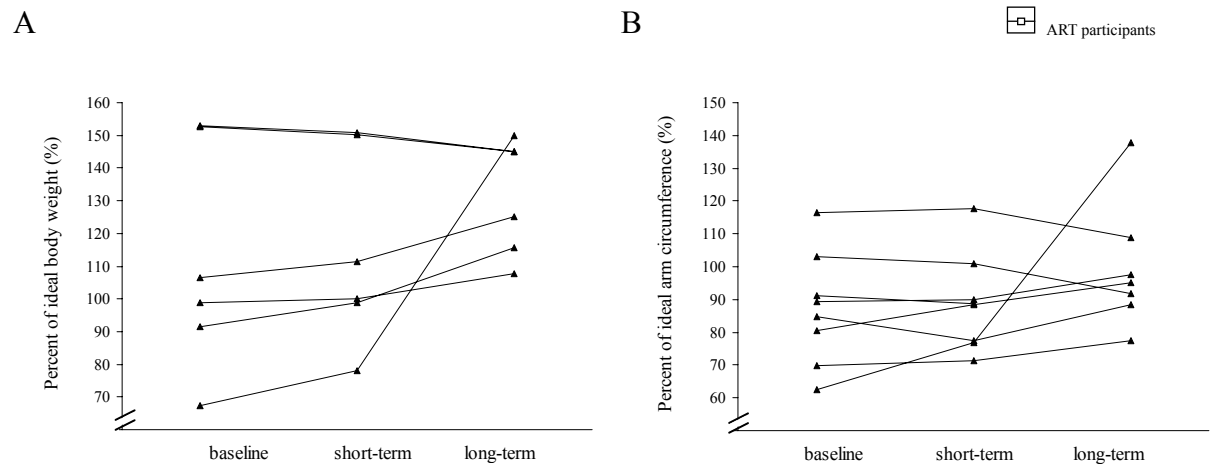 A
B
ART participants
Percent of ideal body weight (%)
160
150
140
130
120
110
100
90
80
70
baseline short-term long-term
Percent of ideal arm circumference (%)
150
140
130
120
110
100
90
80
70
60
baseline short-term long-term